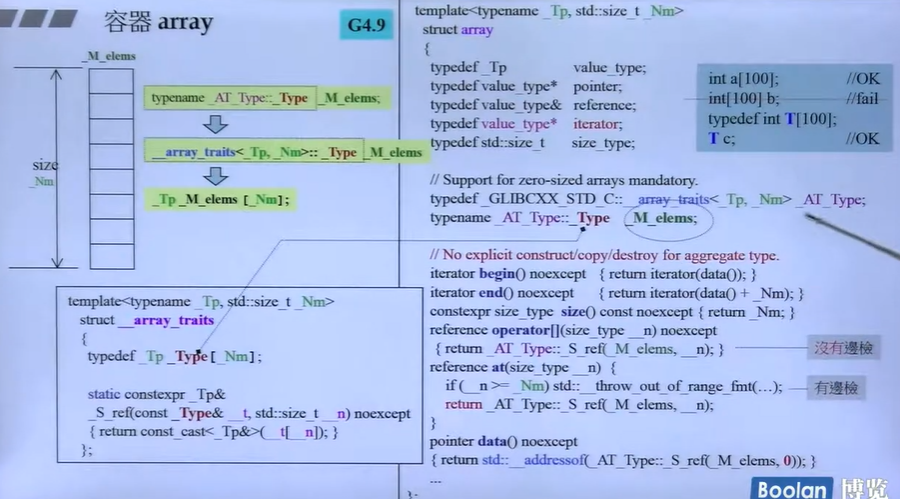 容器 array
G4.9
_M_elems
size
_Nm
typename _AT_Type::_Type _M_elems;
__array_traits<_Tp, _Nm>::_Type _M_elems
_Tp _M_elems [_Nm];
template<typename _Tp, std::size_t _Nm>
struct __array_traits
{
typedef _Tp _Type[_Nm];
static constexpr _Tp&
_S_ref(const _Type& __t, std::size_t __n) noexcept
{ return const_cast<_Tp&>(__t[__n]); }
};
template<typename _Tp, std::size_t _Nm>
struct array
{
typedef _Tp value_type;
typedef value_type* pointer;
typedef value_type& reference;
typedef value_type* iterator;
typedef std::size_t size_type;
int a[100]; //OK
int[100] b; //fail
typedef int T[100];
T c; //OK
// Support for zero-sized arrays mandatory.
typedef _GLIBCXX_STD_C::__array_traits<_Tp, _Nm> _AT_Type;
typename _AT_Type::_Type _M_elems;
// No explicit construct/copy/destroy for aggregate type.
iterator begin() noexcept { return iterator(data()); }
iterator end() noexcept { return iterator(data() + _Nm); }
constexpr size_type size() const noexcept { return _Nm; }
reference operator[](size_type __n) noexcept
{ return _AT_Type::_S_ref(_M_elems, __n); }
沒有邊檢
reference at(size_type __n) {
if (__n >= _Nm) std::__throw_out_of_range_fmt(…);
有邊檢
return _AT_Type::_S_ref(_M_elems, __n);
}
pointer data() noexcept
{ return std::__addressof(_AT_Type::_S_ref(_M_elems, 0)); }
...
};
Boolan 博览